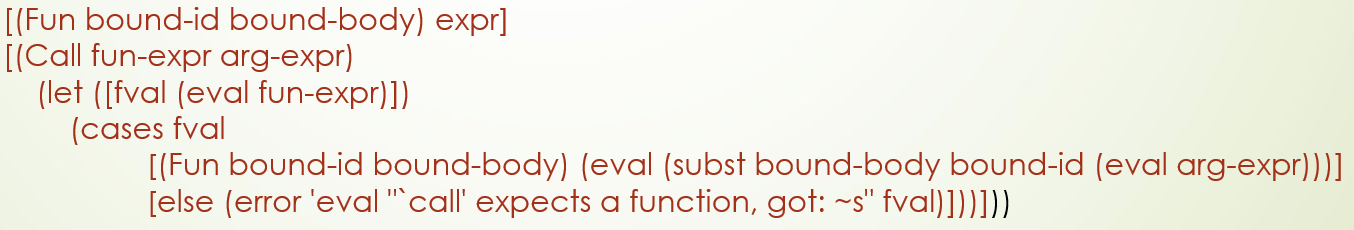 [(Fun bound-id bound-body) expr]
[(Call fun-expr arg-expr)
(let ([fval (eval fun-expr)])
(cases fval
[(Fun bound-id bound-body) (eval (subst bound-body bound-id (eval arg-expr)))]
[else (error 'eval "`call' expects a function, got: ~s" fval)]))]))